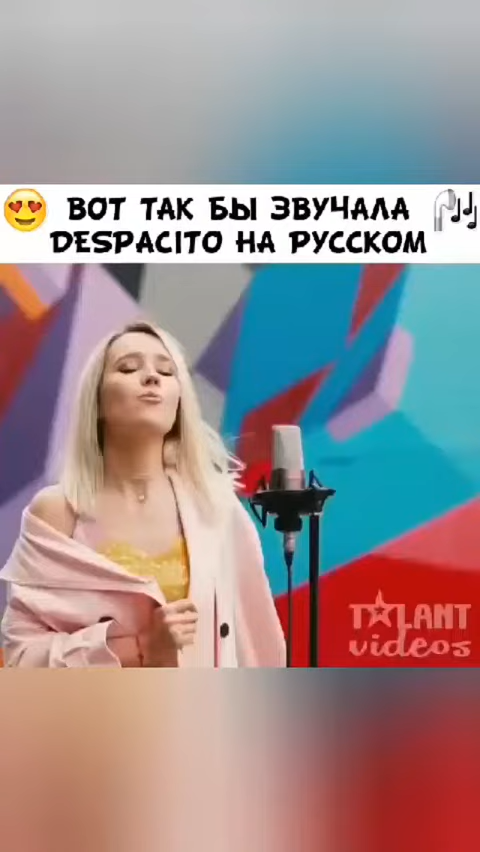 ВОТ ТАК БЫ ЗВУЧАЛА
DESPACITO НА РУССКОМ
TALANT
videos